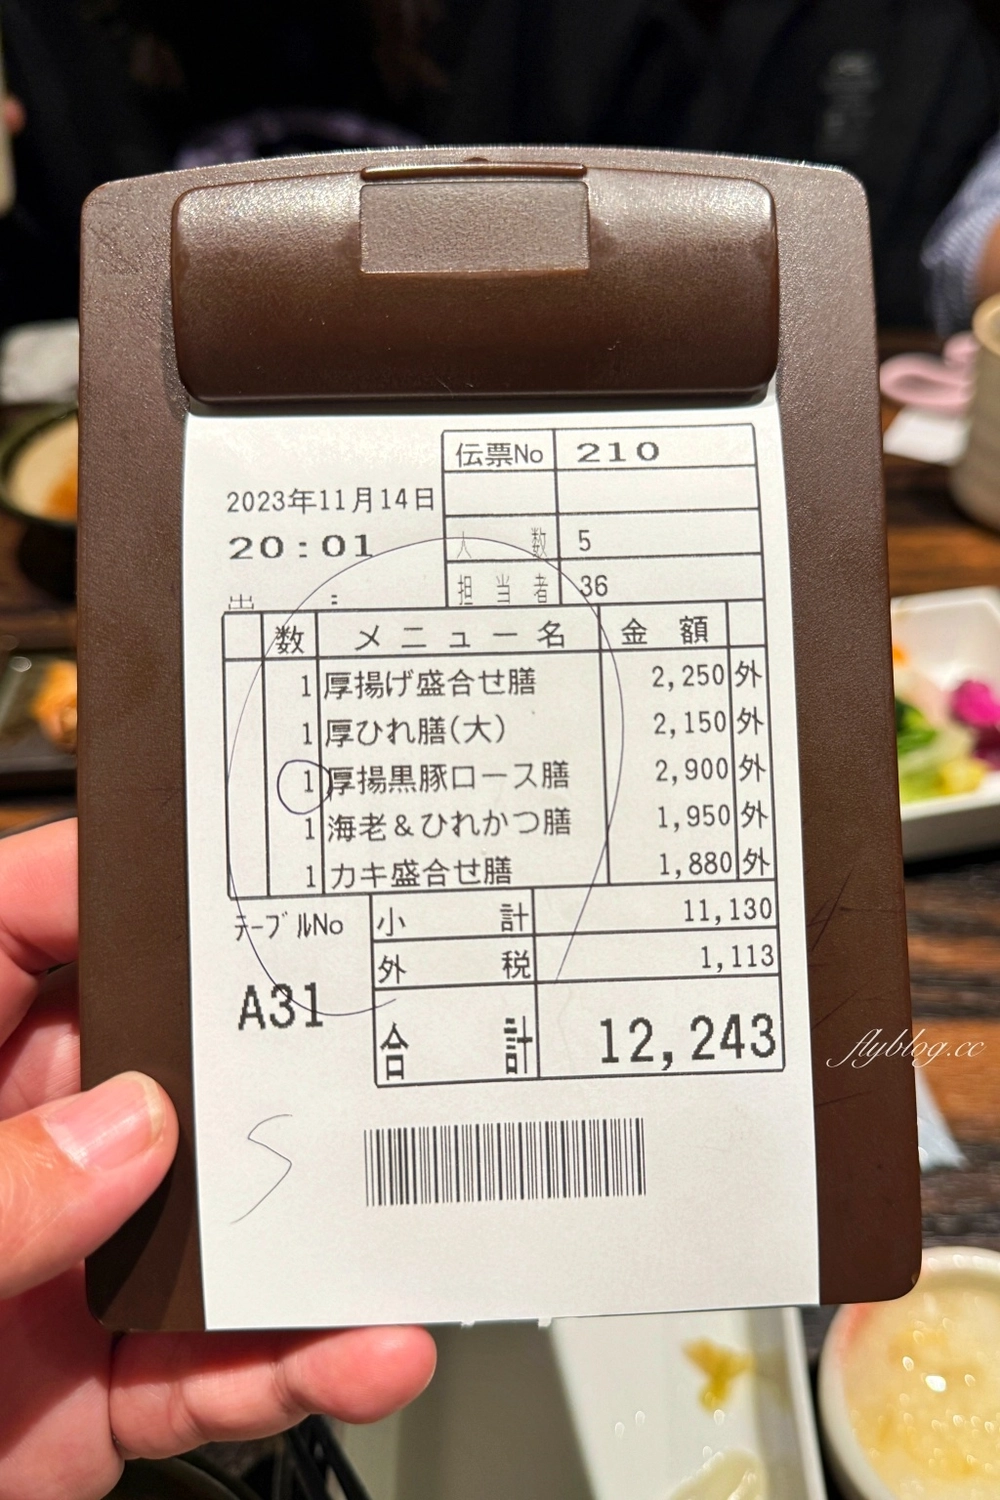 伝票No 210
2023年11月14日
20:01
人数 5
担当者 36
数 メニュー名 金額
1 厚揚げ盛合せ膳 2,250 外
1 厚ひれ膳(大) 2,150 外
1 厚揚黒豚ロース膳 2,900 外
1 海老&ひれかつ膳 1,950 外
1 カキ盛合せ膳 1,880 外
テーブルNo
A31
小計 11,130
外税 1,113
合計 12,243
flyblog.cc